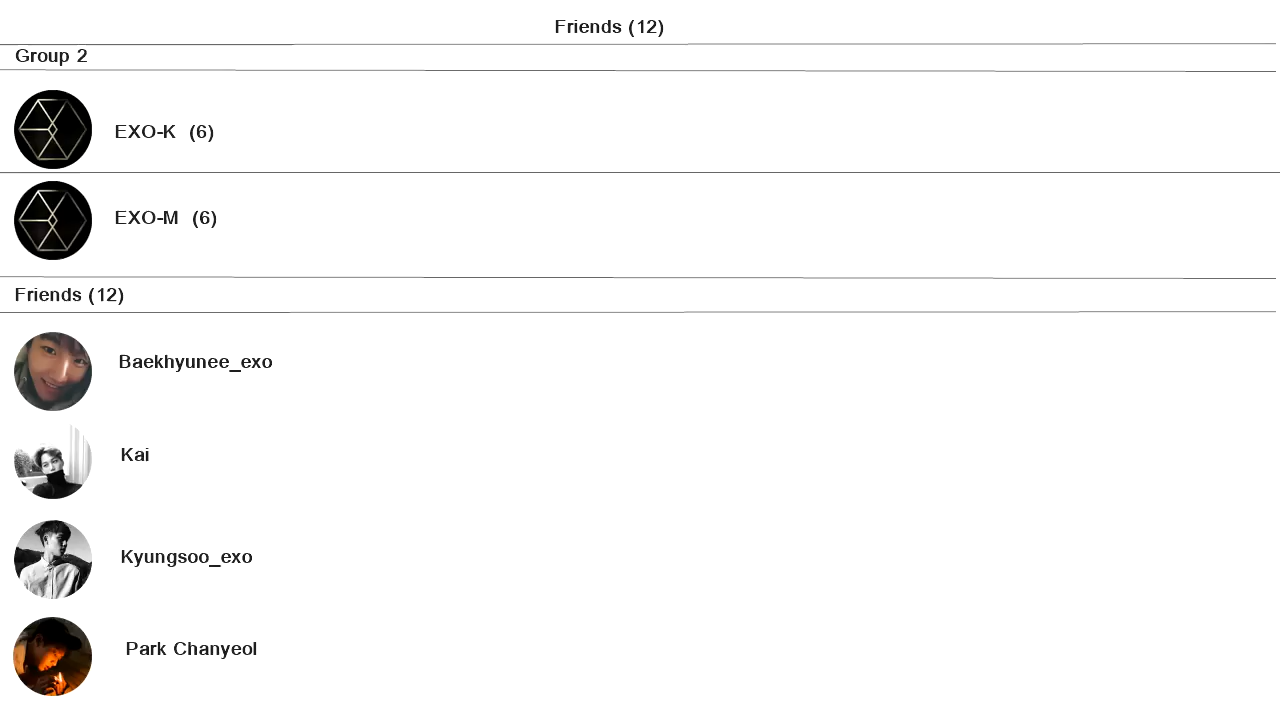 Friends (12)
Group 2
EXO-K (6)
EXO-M (6)
Friends (12)
Baekhyunee_exo
Kai
Kyungsoo_exo
Park Chanyeol